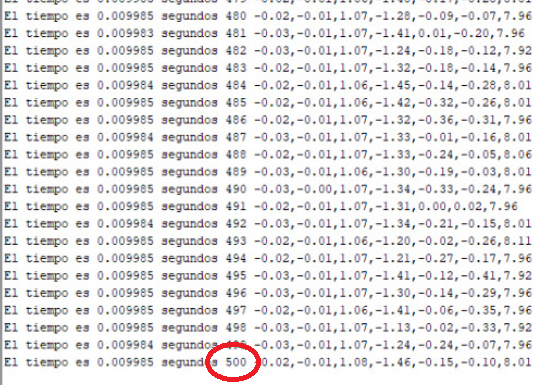 El tiempo es 0.009985 segundos 480 -0.02,-0.01,1.07,-1.28,-0.09,-0.07,7.96
El tiempo es 0.009983 segundos 481 -0.03,-0.01,1.07,-1.41,0.01,-0.20,7.96
El tiempo es 0.009985 segundos 482 -0.03,-0.01,1.07,-1.24,-0.18,-0.12,7.92
El tiempo es 0.009985 segundos 483 -0.02,-0.01,1.07,-1.32,-0.18,-0.14,7.96
El tiempo es 0.009984 segundos 484 -0.02,-0.01,1.06,-1.45,-0.14,-0.28,8.01
El tiempo es 0.009985 segundos 485 -0.02,-0.01,1.06,-1.42,-0.32,-0.26,8.01
El tiempo es 0.009985 segundos 486 -0.02,-0.01,1.07,-1.32,-0.36,-0.31,7.96
El tiempo es 0.009984 segundos 487 -0.03,-0.01,1.07,-1.33,-0.01,-0.16,8.01
El tiempo es 0.009985 segundos 488 -0.02,-0.01,1.07,-1.33,-0.24,-0.05,8.06
El tiempo es 0.009985 segundos 489 -0.03,-0.01,1.06,-1.30,-0.19,-0.03,8.01
El tiempo es 0.009985 segundos 490 -0.03,-0.00,1.07,-1.34,-0.33,-0.24,7.96
El tiempo es 0.009985 segundos 491 -0.02,-0.01,1.07,-1.31,0.00,0.02,7.96
El tiempo es 0.009984 segundos 492 -0.03,-0.01,1.07,-1.34,-0.21,-0.15,8.01
El tiempo es 0.009985 segundos 493 -0.02,-0.01,1.06,-1.20,-0.02,-0.26,8.11
El tiempo es 0.009985 segundos 494 -0.02,-0.01,1.07,-1.21,-0.27,-0.17,7.96
El tiempo es 0.009985 segundos 495 -0.03,-0.01,1.07,-1.41,-0.12,-0.41,7.92
El tiempo es 0.009985 segundos 496 -0.03,-0.01,1.07,-1.30,-0.14,-0.29,7.96
El tiempo es 0.009985 segundos 497 -0.02,-0.01,1.06,-1.41,-0.06,-0.35,7.96
El tiempo es 0.009985 segundos 498 -0.03,-0.01,1.07,-1.13,-0.02,-0.33,7.92
El tiempo es 0.009984 segundos -0.03,-0.01,1.07,-1.24,-0.24,-0.07,7.96
El tiempo es 0.009985 segundos 500 -0.02,-0.01,1.08,-1.46,-0.15,-0.10,8.01